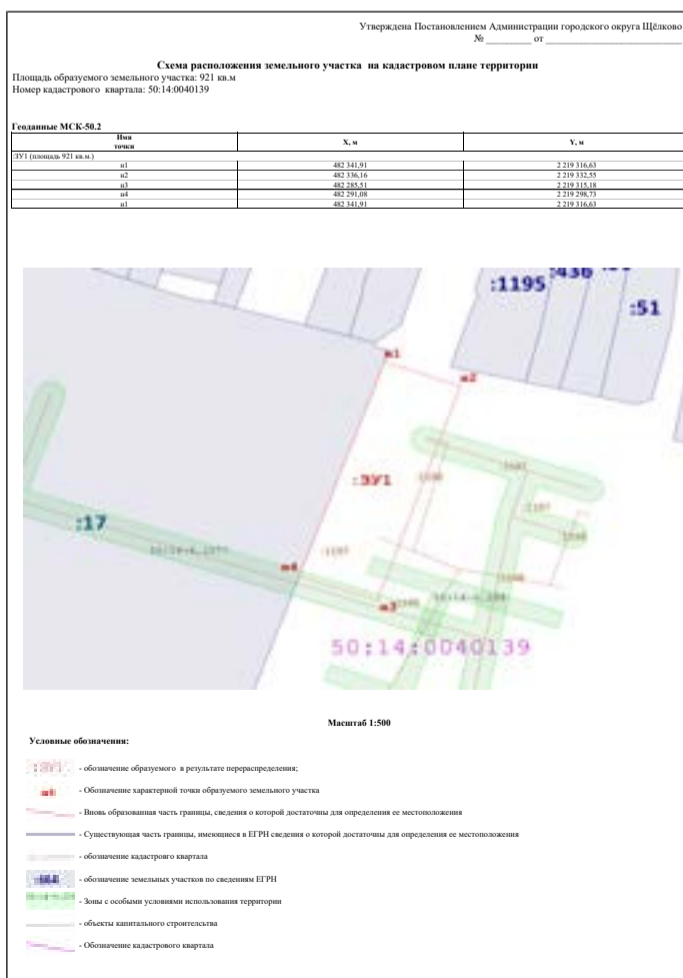 Утверждена Постановлением Администрации городского округа Щёлково
№ _________ от ____________________________
Схема расположения земельного участка на кадастровом плане территории
Площадь образуемого земельного участка: 921 кв.м
Номер кадастрового квартала: 50:14:0040139
Геоданные МСК-50.2
Имя точки X, м Y, м
:ЗУ1 (площадь 921 кв.м.)
н1 482 341,91 2 219 316,63
н2 482 336,16 2 219 332,55
н3 482 285,51 2 219 315,18
н4 482 291,08 2 219 298,73
н1 482 341,91 2 219 316,63
:1195
:436
:51
н1
н2
:ЗУ1
:17
н4
н3
50:14:0040139
Масштаб 1:500
Условные обозначения:
:ЗУ1 - обозначение образуемого в результате перераспределения;
н1 - Обозначение характерной точки образуемого земельного участка
- Вновь образованная часть границы, сведения о которой достаточны для определения ее местоположения
- Существующая часть границы, имеющиеся в ЕГРН сведения о которой достаточны для определения ее местоположения
- обозначение кадастрвго квартала
- обозначение земельных участков по сведениям ЕГРН
- Зоны с особыми условиями использования территории
- объекты капитального строителсьтва
- Обозначение кадастрового квартала